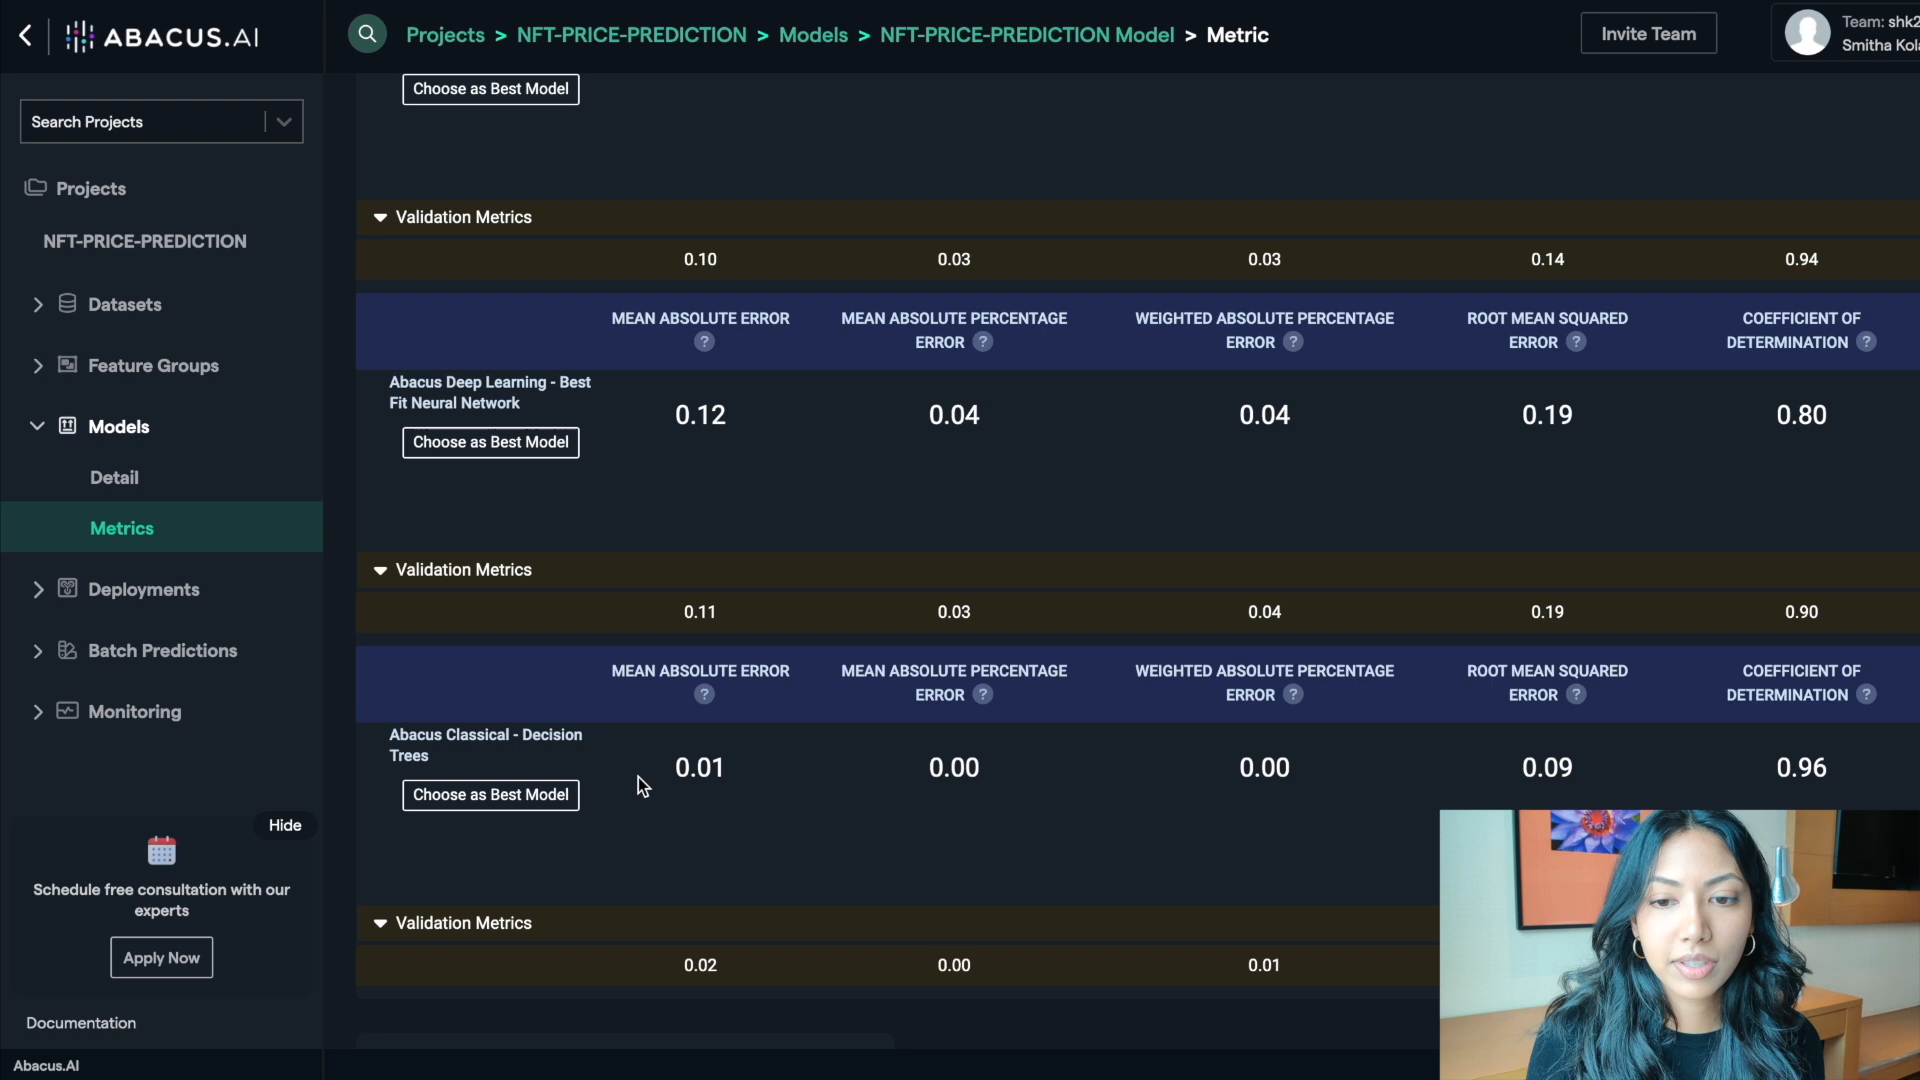 ABACUS.AI
Projects > NFT-PRICE-PREDICTION > Models > NFT-PRICE-PREDICTION Model > Metric
Invite Team
Team: shk2
Smitha Kola
Search Projects
Projects
NFT-PRICE-PREDICTION
Datasets
Feature Groups
Models
Detail
Metrics
Deployments
Batch Predictions
Monitoring
Hide
Schedule free consultation with our
experts
Apply Now
Documentation
Abacus.AI
Choose as Best Model
Validation Metrics
0.10 0.03 0.03 0.14 0.94
MEAN ABSOLUTE ERROR ? MEAN ABSOLUTE PERCENTAGE WEIGHTED ABSOLUTE PERCENTAGE ROOT MEAN SQUARED COEFFICIENT OF
ERROR ? ERROR ? ERROR ? DETERMINATION ?
Abacus Deep Learning - Best
Fit Neural Network
0.12 0.04 0.04 0.19 0.80
Choose as Best Model
Validation Metrics
0.11 0.03 0.04 0.19 0.90
MEAN ABSOLUTE ERROR ? MEAN ABSOLUTE PERCENTAGE WEIGHTED ABSOLUTE PERCENTAGE ROOT MEAN SQUARED COEFFICIENT OF
ERROR ? ERROR ? ERROR ? DETERMINATION ?
Abacus Classical - Decision
Trees
0.01 0.00 0.00 0.09 0.96
Choose as Best Model
Validation Metrics
0.02 0.00 0.01